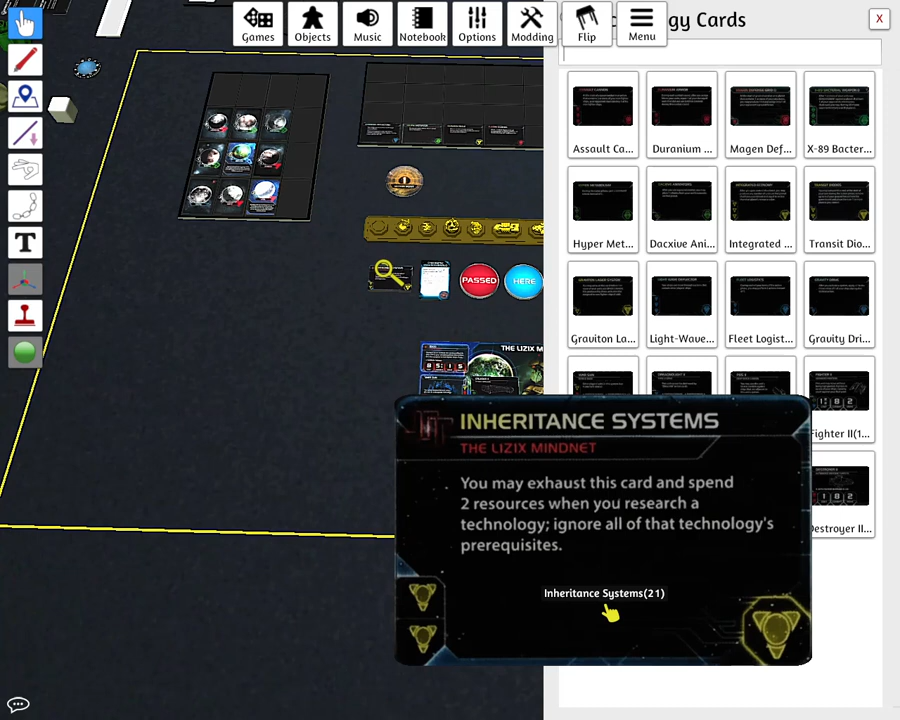 Games
Objects
Music
Notebook
Options
Modding
Flip
Menu
gy Cards
X
Assault Ca...
Duranium ...
Magen Def...
X-89 Bacter...
Hyper Met...
Dacxive Ani...
Integrated ...
Transit Dio...
Graviton La...
Light-Wave...
Fleet Logist...
Gravity Dri...
Fighter II(1...
Destroyer II...
PASSED
HERE
THE LIZIX M
INHERITANCE SYSTEMS
THE LIZIX MINDNET
You may exhaust this card and spend
2 resources when you research a
technology; ignore all of that technology's
prerequisites.
Inheritance Systems(21)
T